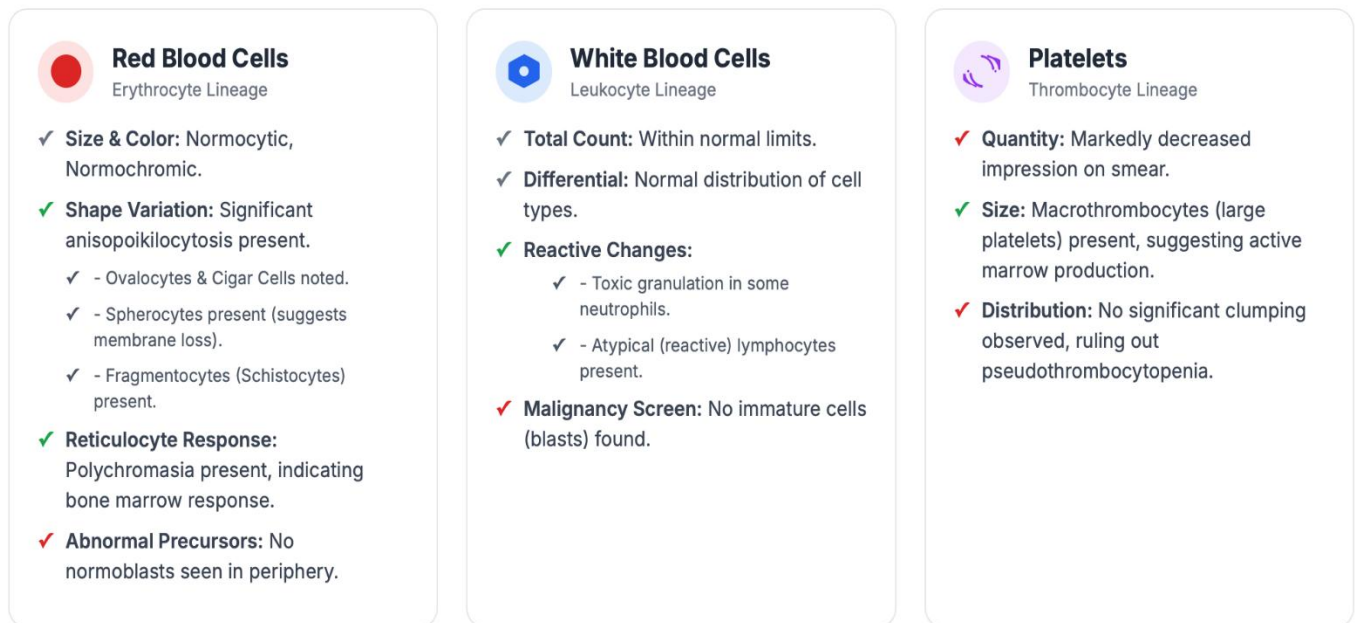 Red Blood Cells
Erythrocyte Lineage
✓ Size & Color: Normocytic,
Normochromic.
✓ Shape Variation: Significant
anisopoikilocytosis present.
✓ - Ovalocytes & Cigar Cells noted.
✓ - Spherocytes present (suggests
membrane loss).
✓ - Fragmentocytes (Schistocytes)
present.
✓ Reticulocyte Response:
Polychromasia present, indicating
bone marrow response.
✓ Abnormal Precursors: No
normoblasts seen in periphery.
White Blood Cells
Leukocyte Lineage
✓ Total Count: Within normal limits.
✓ Differential: Normal distribution of cell
types.
✓ Reactive Changes:
✓ - Toxic granulation in some
neutrophils.
✓ - Atypical (reactive) lymphocytes
present.
✓ Malignancy Screen: No immature cells
(blasts) found.
Platelets
Thrombocyte Lineage
✓ Quantity: Markedly decreased
impression on smear.
✓ Size: Macrothrombocytes (large
platelets) present, suggesting active
marrow production.
✓ Distribution: No significant clumping
observed, ruling out
pseudothrombocytopenia.